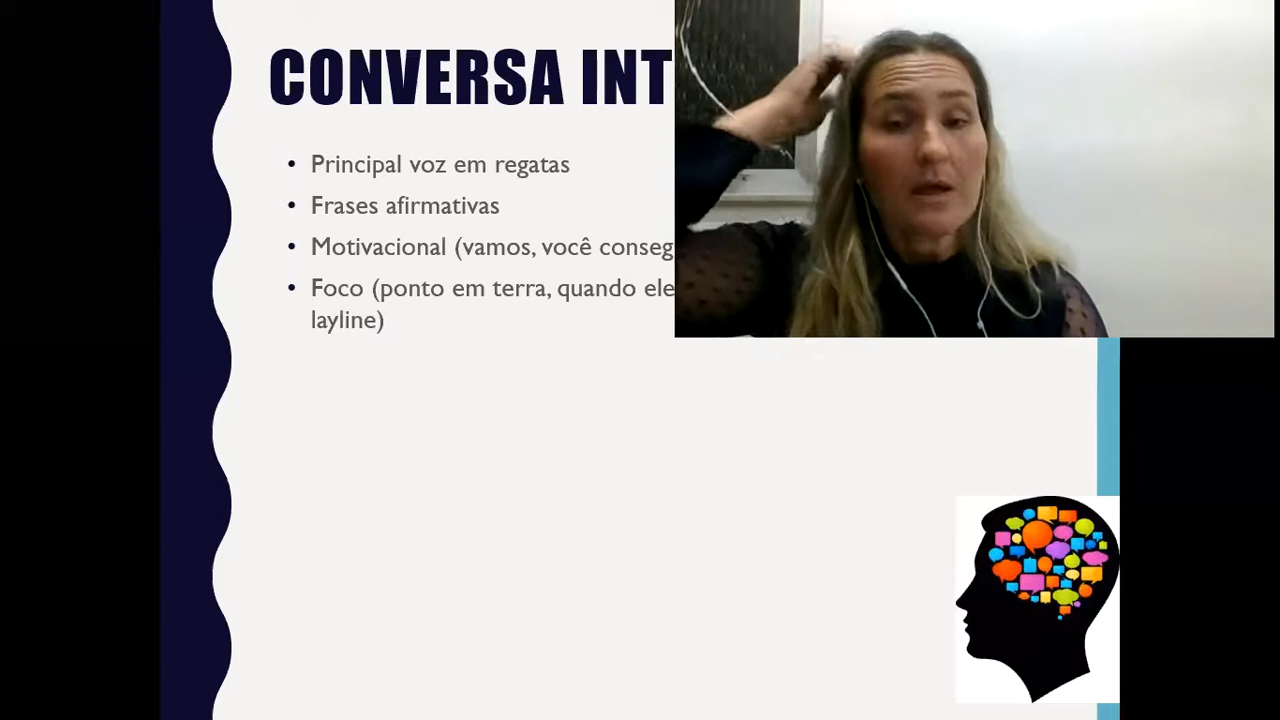 CONVERSA INT
• Principal voz em regatas
• Frases afirmativas
• Motivacional (vamos, você conseg
• Foco (ponto em terra, quando ele
layline)